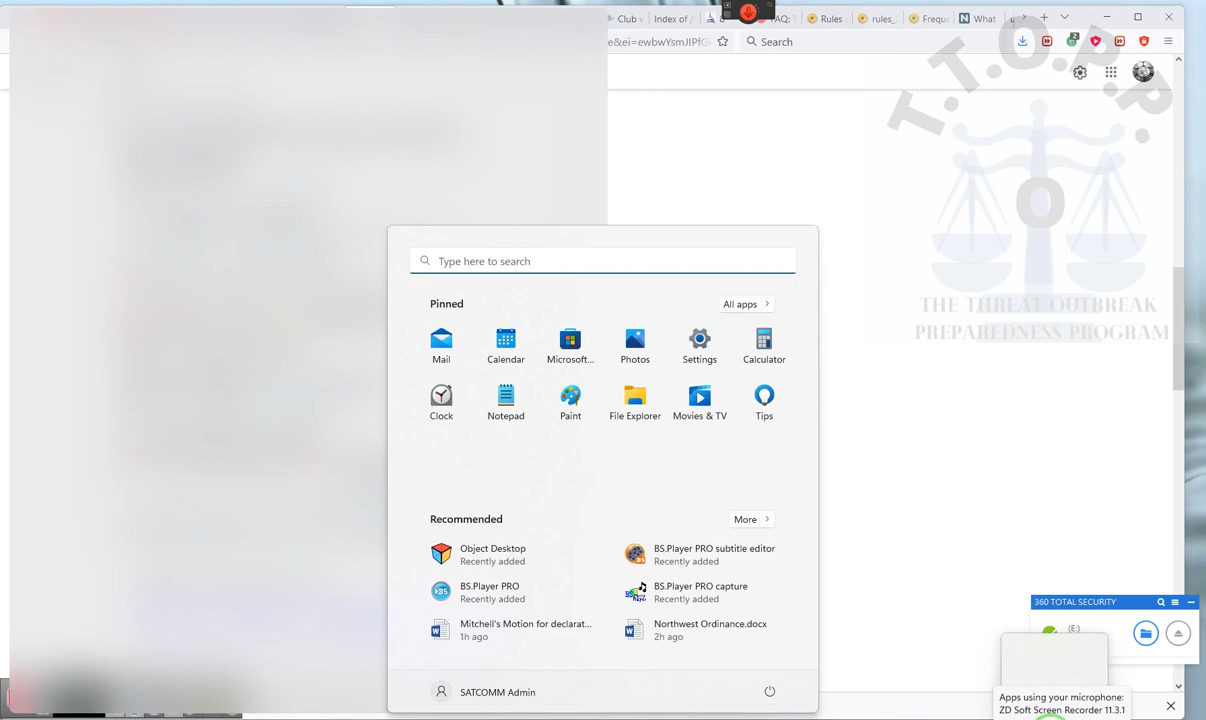 Club v
Index of /
FAQ: T
Rules
rules_
Freque
What
e&ei=ewbwYsmJIPfG
Search
2
T.T.O.P.P.
O
THE THREAT OUTBREAK
PREPAREDNESS PROGRAM
Type here to search
Pinned
All apps
Mail
Calendar
Microsoft...
Photos
Settings
Calculator
Clock
Notepad
Paint
File Explorer
Movies & TV
Tips
Recommended
More
Object Desktop
Recently added
BS.Player PRO subtitle editor
Recently added
BS.Player PRO
Recently added
BS.Player PRO capture
Recently added
Mitchell's Motion for declarat...
1h ago
Northwest Ordinance.docx
2h ago
SATCOMM Admin
360 TOTAL SECURITY
(E:)
Apps using your microphone:
ZD Soft Screen Recorder 11.3.1